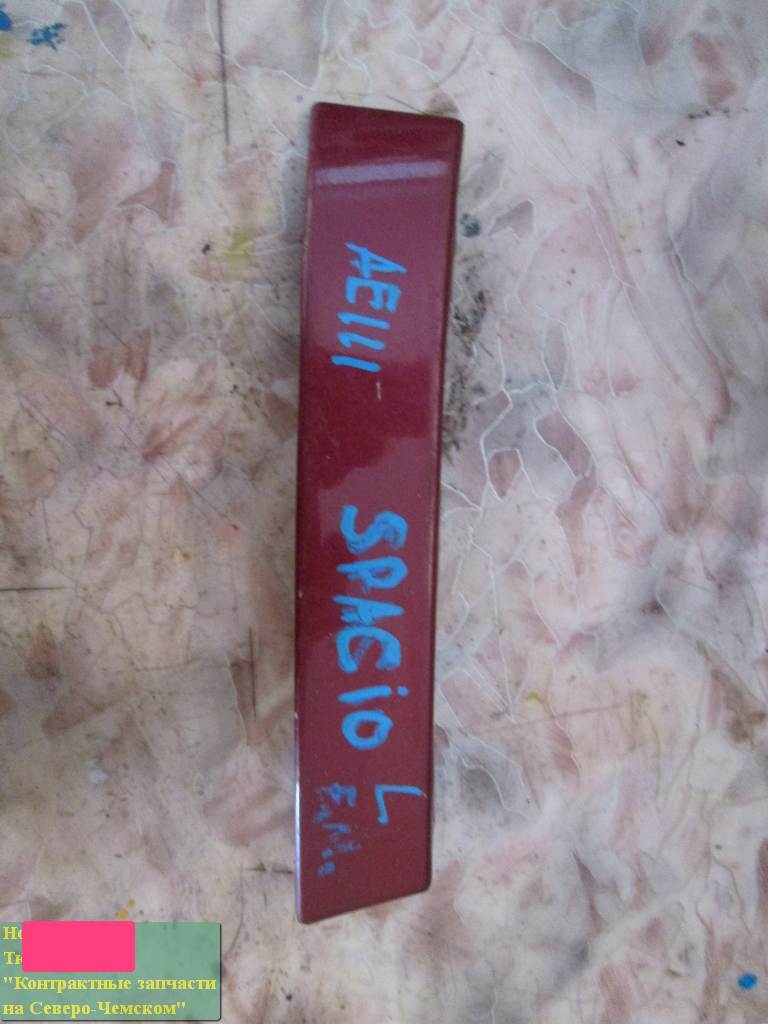 AE111
SPACiO
L
"Контрактные запчасти
на Северо-Чемском"